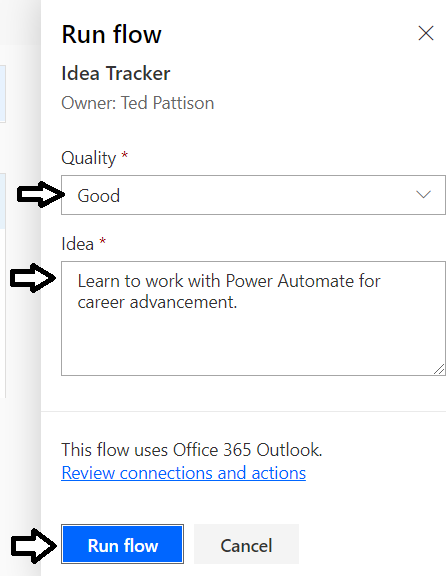 Run flow
Idea Tracker
Owner: Ted Pattison
Quality *
Good
Idea *
Learn to work with Power Automate for
career advancement.
This flow uses Office 365 Outlook.
Review connections and actions
Run flow
Cancel